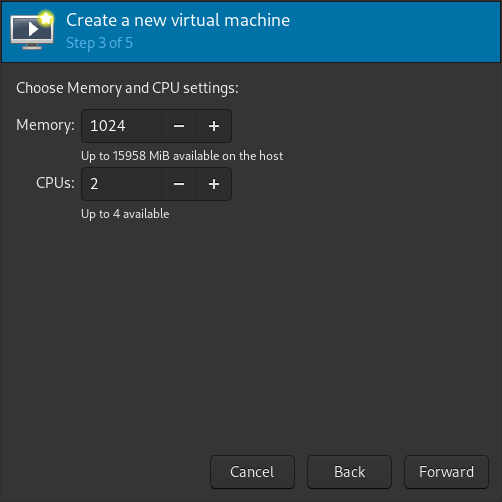 Create a new virtual machine
Step 3 of 5
Choose Memory and CPU settings:
Memory: 1024 − +
Up to 15958 MiB available on the host
CPUs: 2 − +
Up to 4 available
Cancel Back Forward